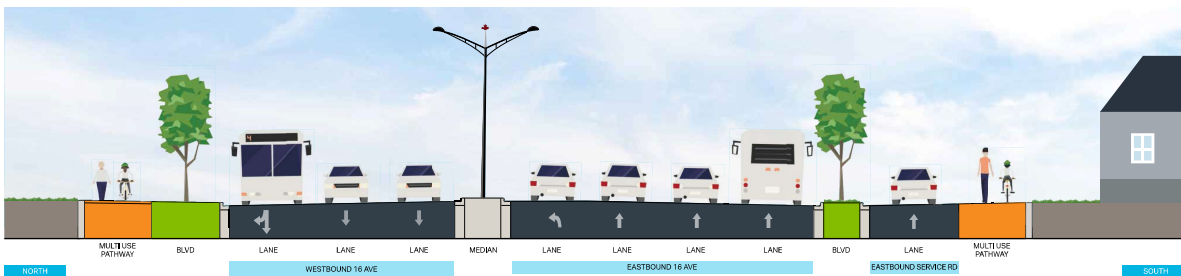 MULTI USE
PATHWAY
BLVD
LANE
LANE
LANE
MEDIAN
LANE
LANE
LANE
LANE
BLVD
LANE
MULTI USE
PATHWAY
NORTH
WESTBOUND 16 AVE
EASTBOUND 16 AVE
EASTBOUND SERVICE RD
SOUTH